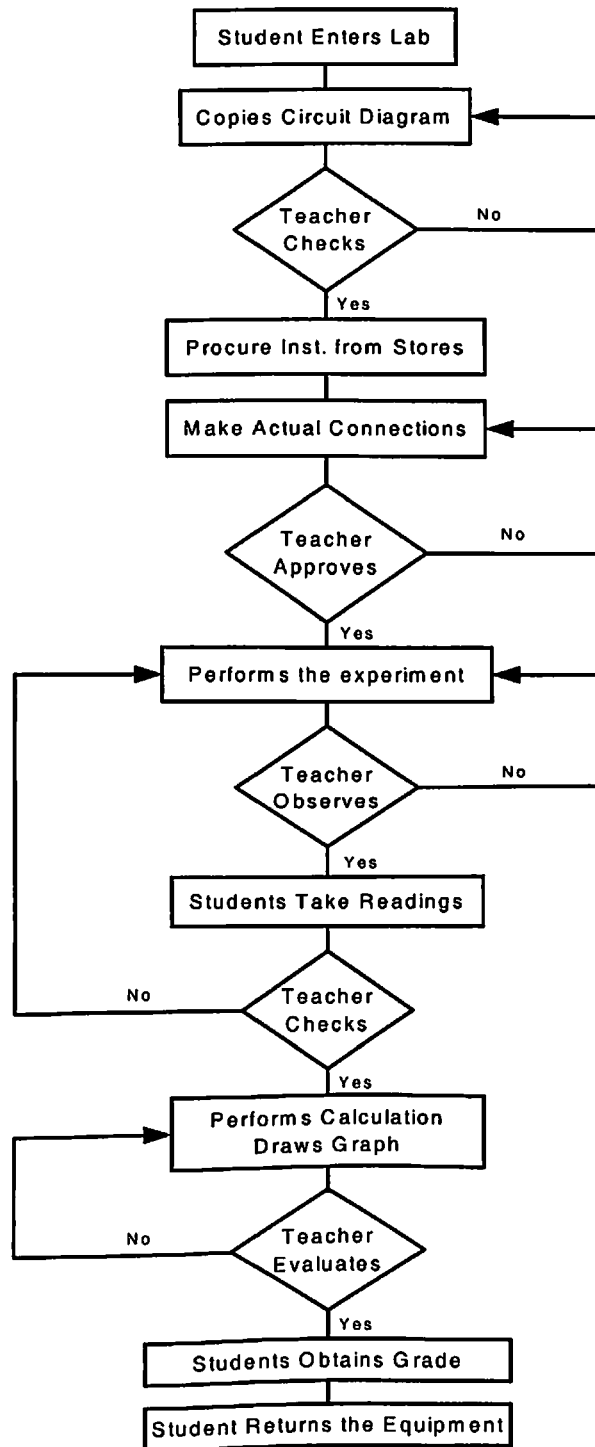 Student Enters Lab
Copies Circuit Diagram
Teacher
Checks
No
Yes
Procure Inst. from Stores
Make Actual Connections
Teacher
Approves
No
Yes
Performs the experiment
Teacher
Observes
No
Yes
Students Take Readings
Teacher
Checks
No
Yes
Performs Calculation
Draws Graph
Teacher
Evaluates
No
Yes
Students Obtains Grade
Student Returns the Equipment